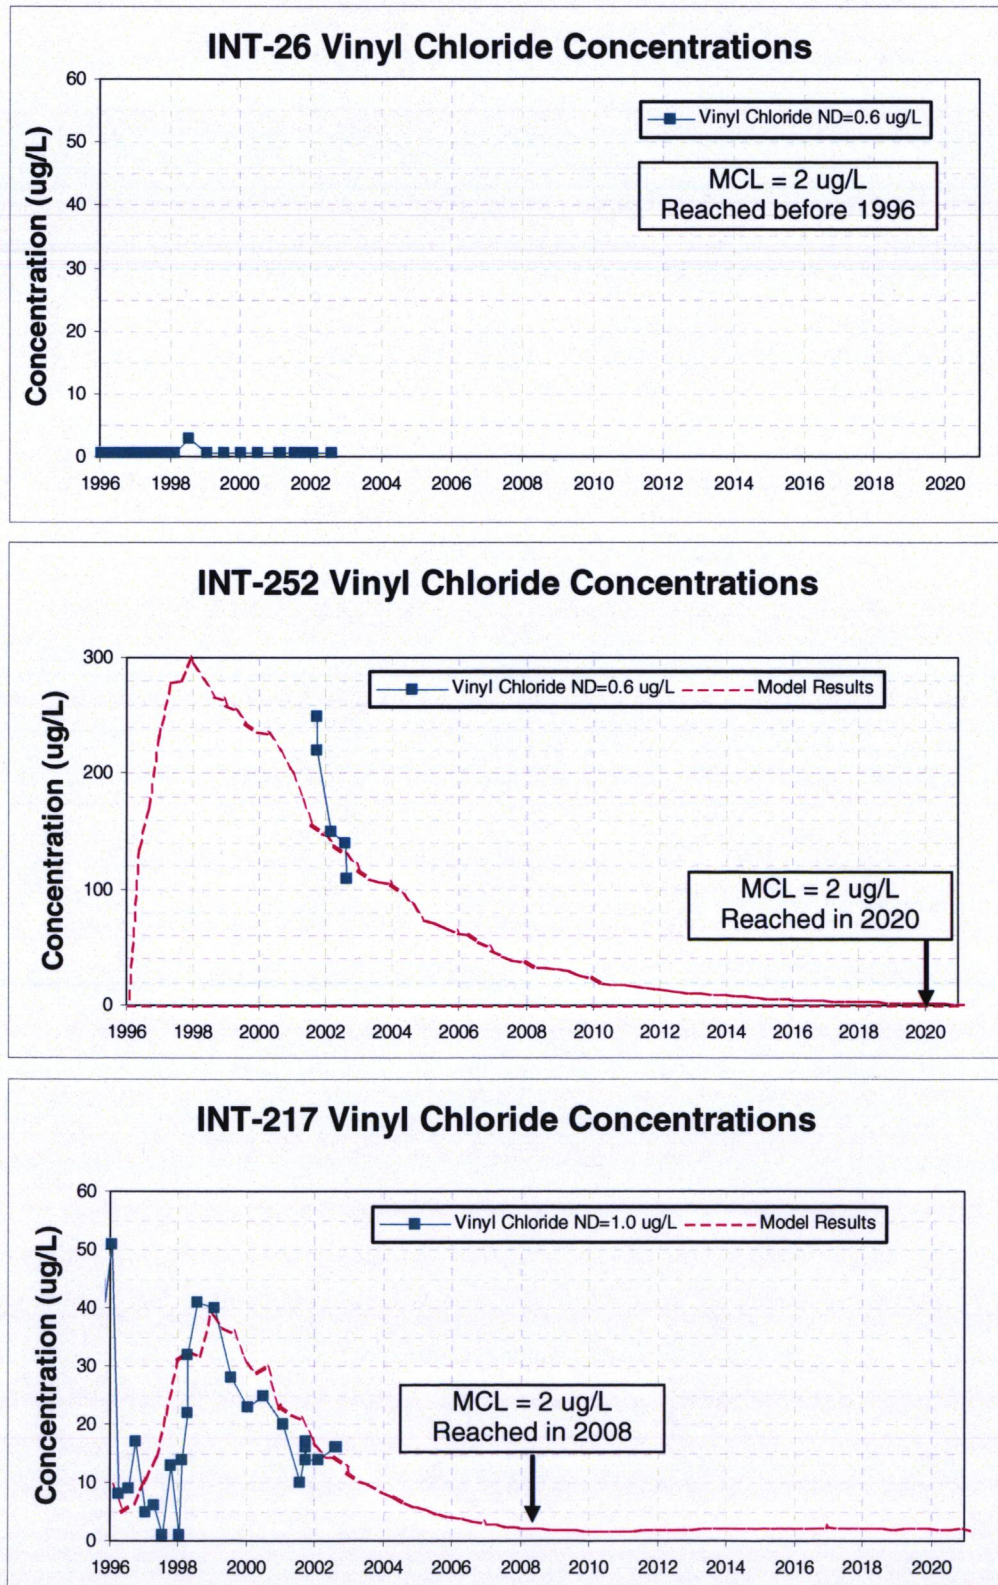 INT-26 Vinyl Chloride Concentrations
Concentration (ug/L)
60
50
40
30
20
10
0
Vinyl Chloride ND=0.6 ug/L
MCL = 2 ug/L
Reached before 1996
1996 1998 2000 2002 2004 2006 2008 2010 2012 2014 2016 2018 2020
INT-252 Vinyl Chloride Concentrations
Concentration (ug/L)
300
200
100
0
Vinyl Chloride ND=0.6 ug/L Model Results
MCL = 2 ug/L
Reached in 2020
1996 1998 2000 2002 2004 2006 2008 2010 2012 2014 2016 2018 2020
INT-217 Vinyl Chloride Concentrations
Concentration (ug/L)
60
50
40
30
20
10
0
Vinyl Chloride ND=1.0 ug/L Model Results
MCL = 2 ug/L
Reached in 2008
1996 1998 2000 2002 2004 2006 2008 2010 2012 2014 2016 2018 2020